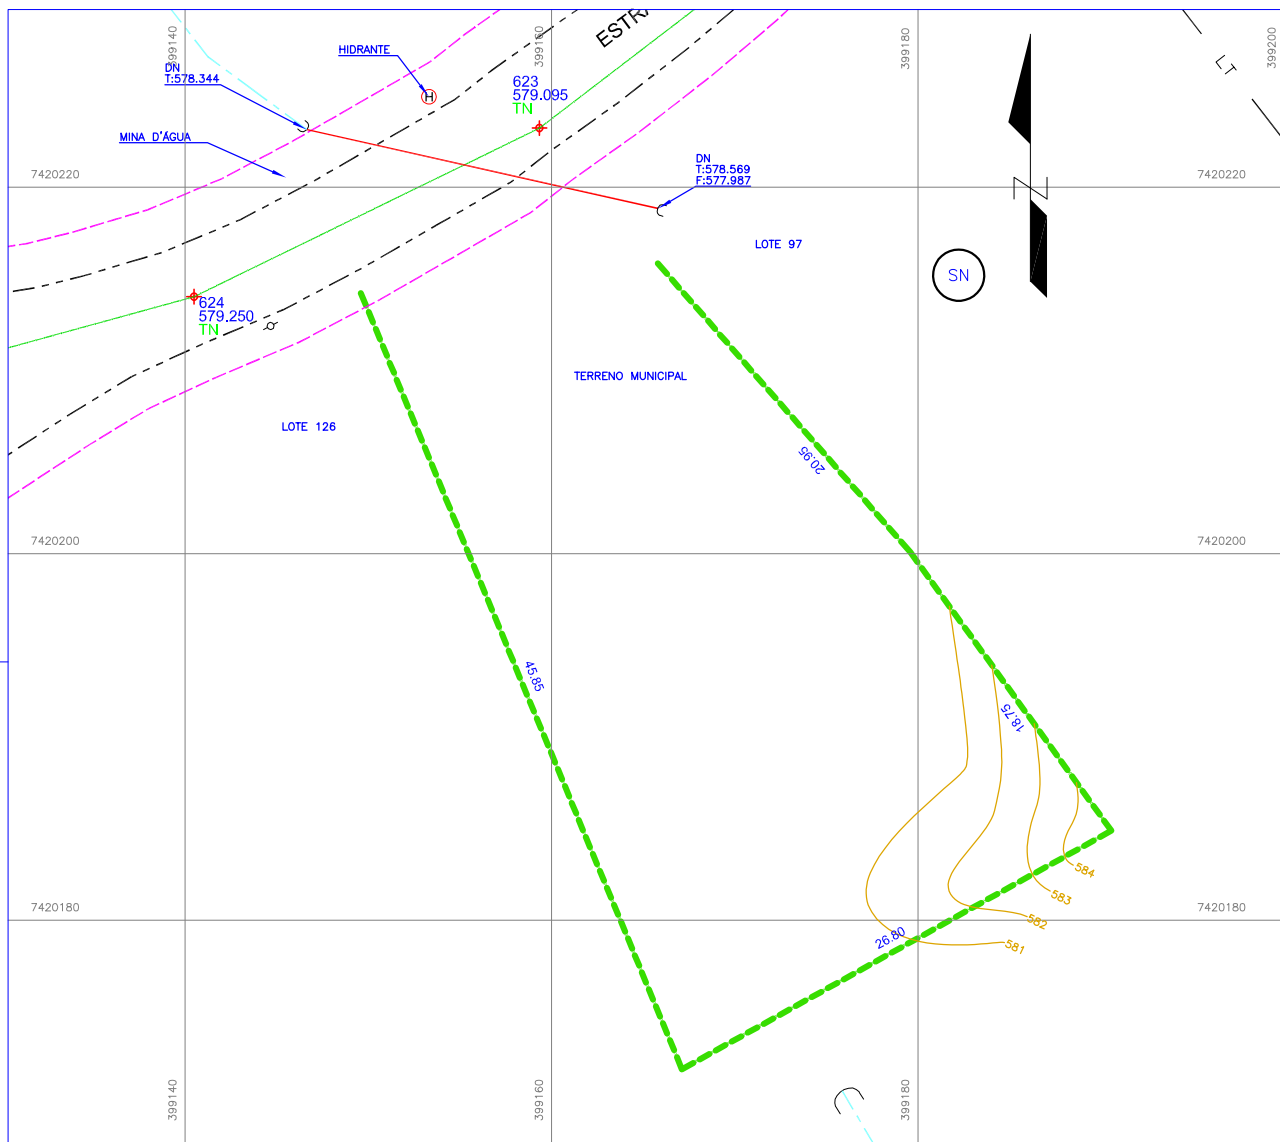 399140
399160
399180
399200
ESTRA
LT
HIDRANTE
DN
T:578.344
H
623
579.095
TN
MINA D'ÁGUA
DN
T:578.569
F:577.987
7420220
7420220
N
LOTE 97
SN
624
579.250
TN
TERRENO MUNICIPAL
LOTE 126
20.95
7420200
7420200
45.85
18.75
584
583
582
581
7420180
7420180
26.80
399140
399160
399180